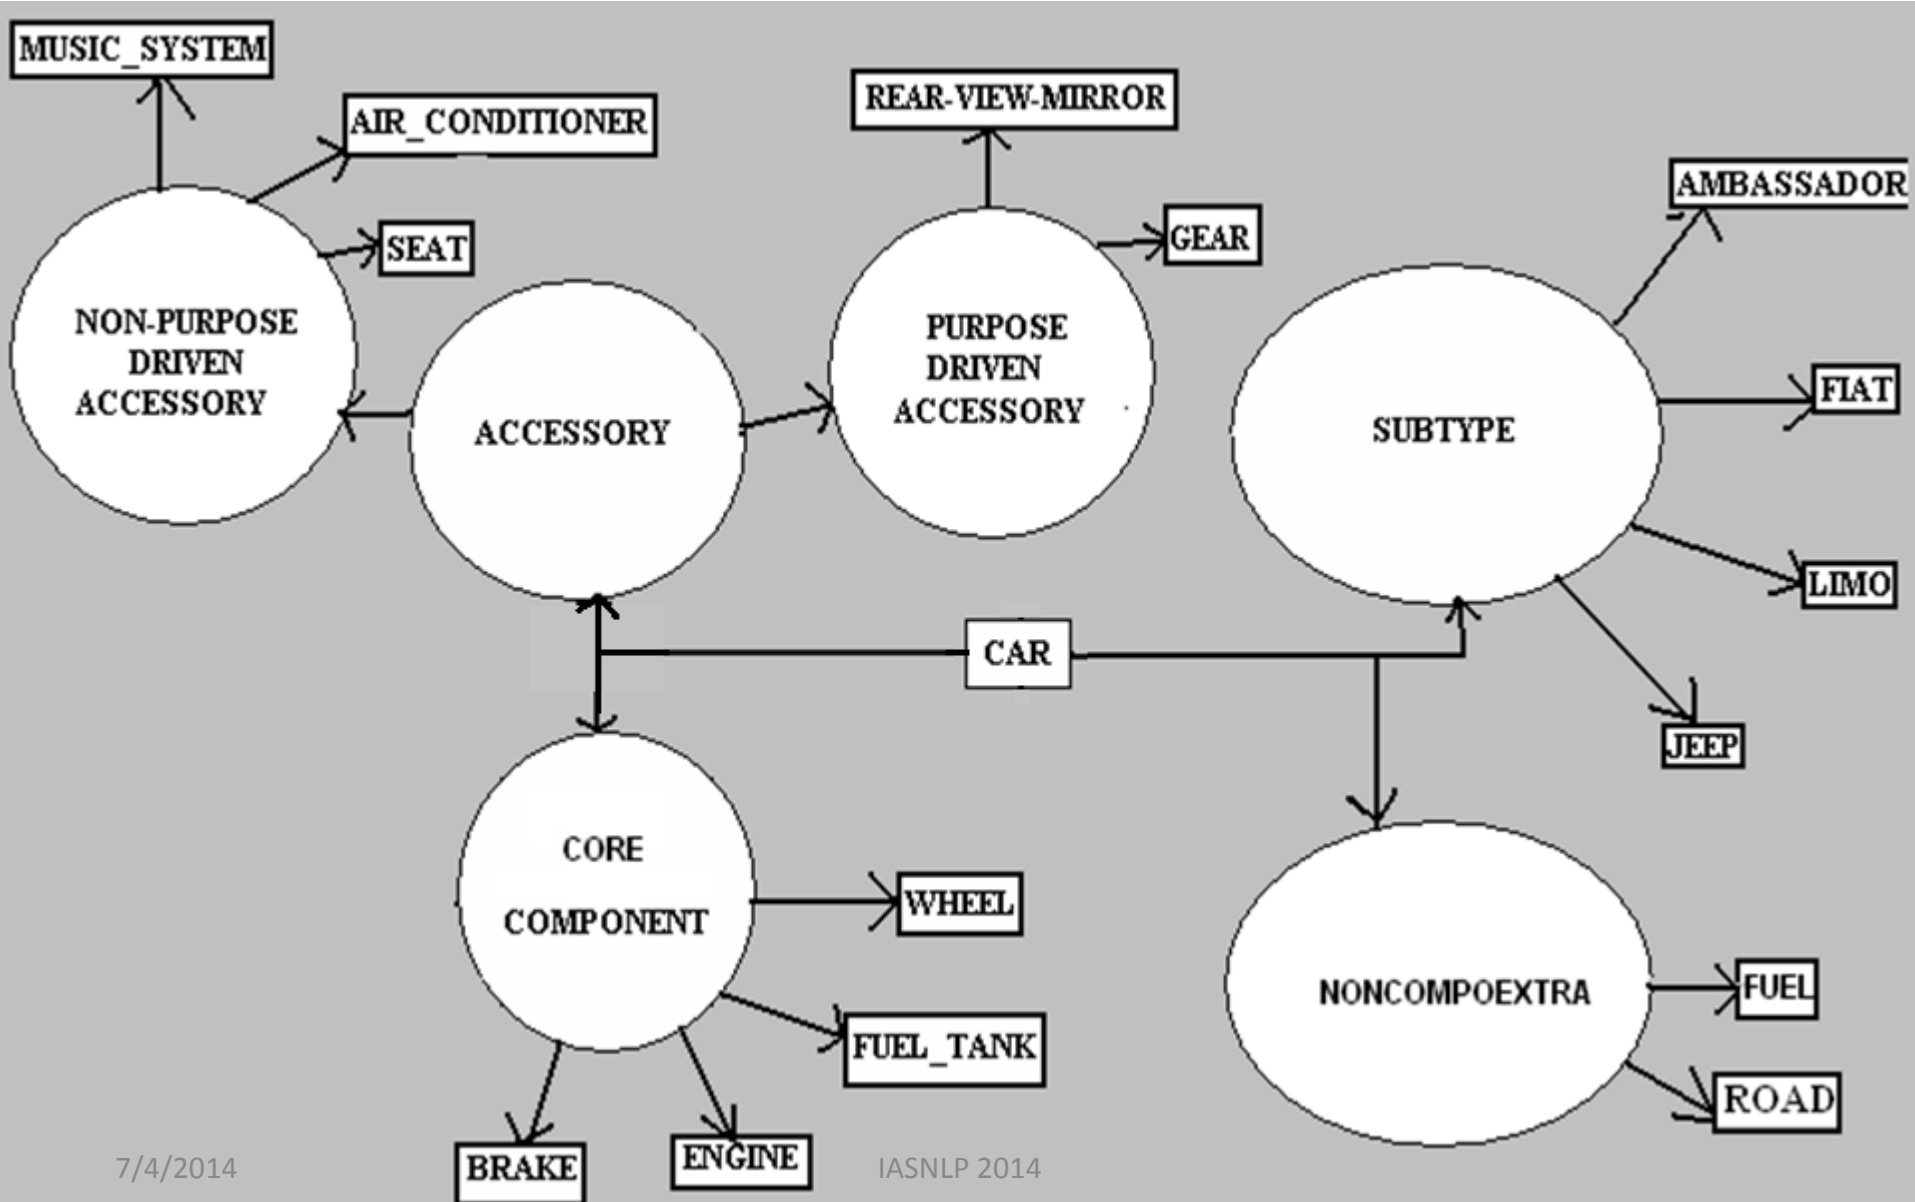 MUSIC_SYSTEM
AIR_CONDITIONER
SEAT
NON-PURPOSE
DRIVEN
ACCESSORY
ACCESSORY
REAR-VIEW-MIRROR
GEAR
PURPOSE
DRIVEN
ACCESSORY
AMBASSADOR
FIAT
SUBTYPE
LIMO
JEEP
CAR
CORE
COMPONENT
WHEEL
FUEL_TANK
ENGINE
BRAKE
NONCOMPOEXTRA
FUEL
ROAD
7/4/2014
IASNLP 2014